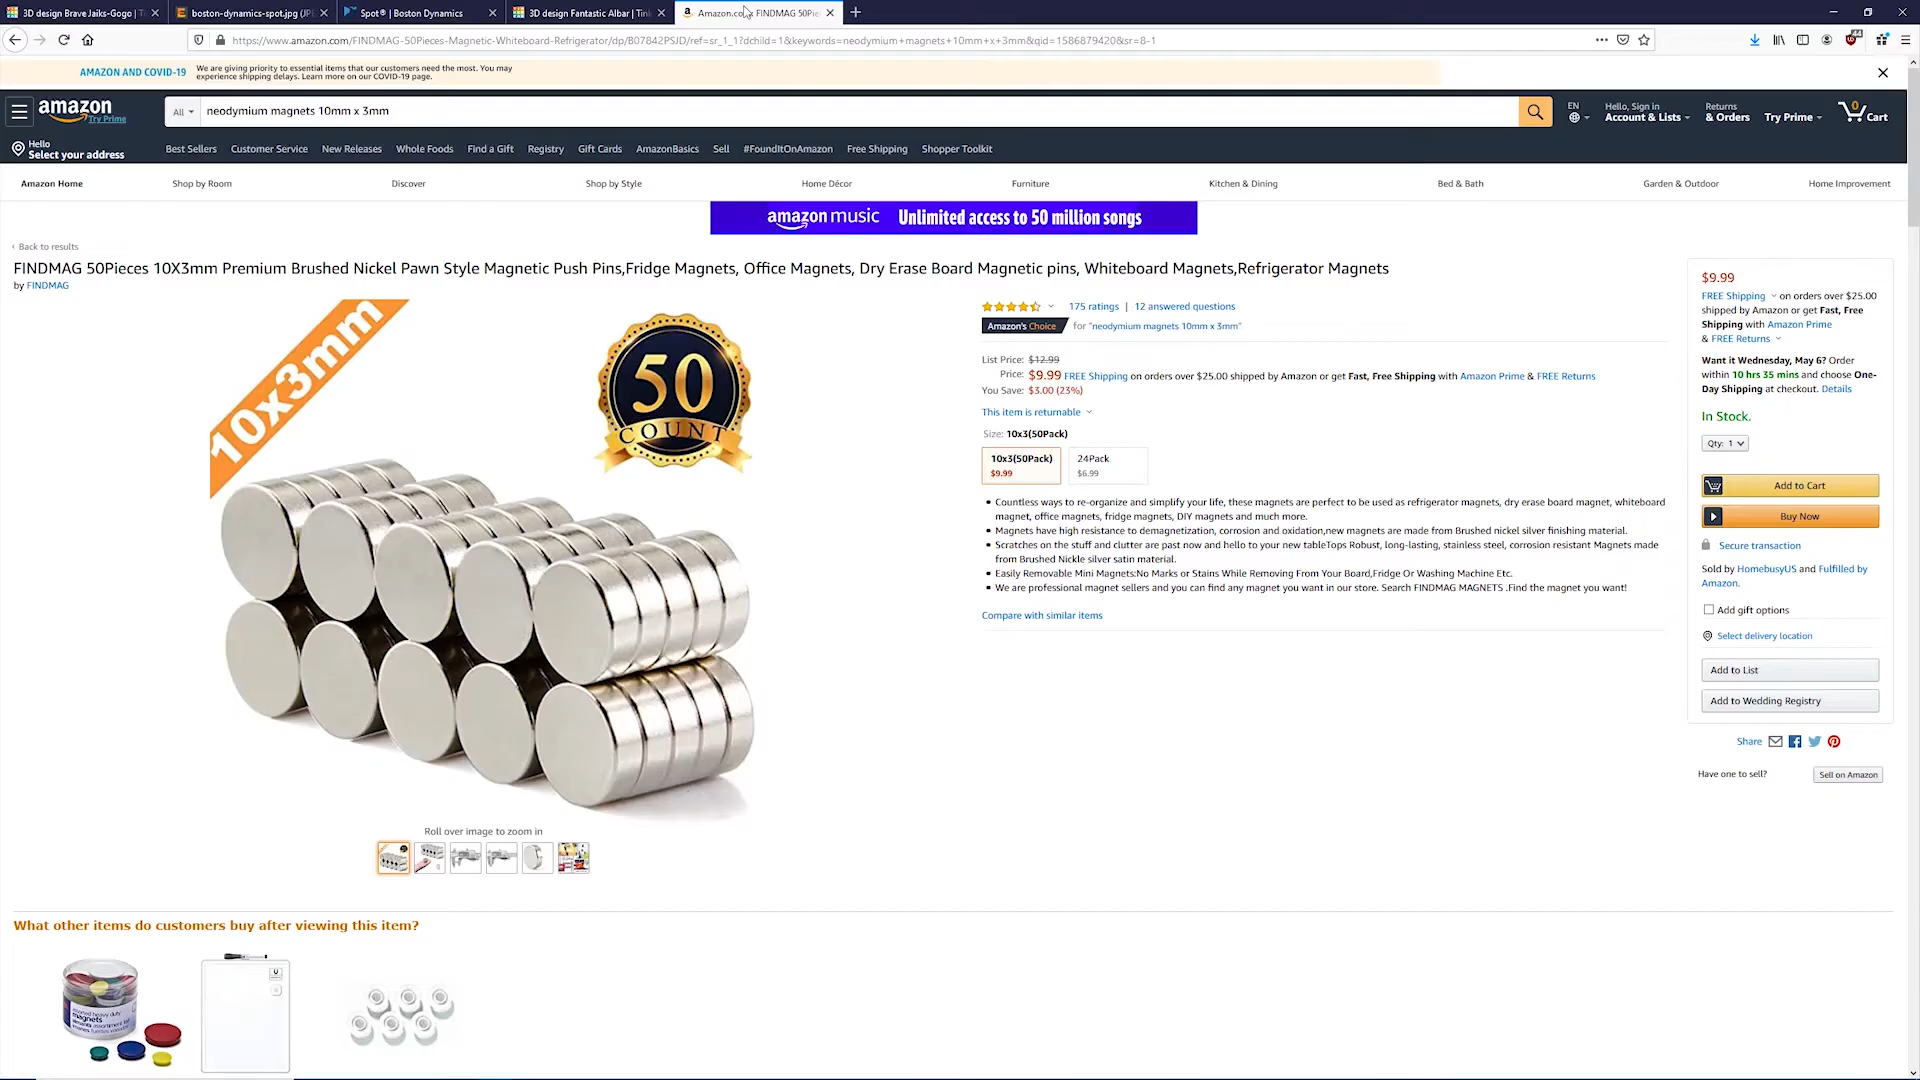 3D design Brave Jaiks-Gogo | T
boston-dynamics-spot.jpg (JPE
Spot® | Boston Dynamics
3D design Fantastic Albar | Tin
Amazon.co
FINDMAG 50Pie
https://www.amazon.com/FINDMAG-50Pieces-Magnetic-Whiteboard-Refrigerator/dp/B07842PSJD/ref=sr_1_1?dchild=1&keywords=neodymium+magnets+10mm+x+3mm&qid=1586879420&sr=8-1
AMAZON AND COVID-19
We are giving priority to essential items that our customers need the most. You may
experience shipping delays. Learn more on our COVID-19 page.
amazon
Try Prime
All
neodymium magnets 10mm x 3mm
EN
Hello, Sign in
Account & Lists
Returns
& Orders
Try Prime
0
Cart
Hello
Select your address
Best Sellers
Customer Service
New Releases
Whole Foods
Find a Gift
Registry
Gift Cards
AmazonBasics
Sell
#FoundItOnAmazon
Free Shipping
Shopper Toolkit
Amazon Home
Shop by Room
Discover
Shop by Style
Home Décor
Furniture
Kitchen & Dining
Bed & Bath
Garden & Outdoor
Home Improvement
amazon music
Unlimited access to 50 million songs
‹ Back to results
FINDMAG 50Pieces 10X3mm Premium Brushed Nickel Pawn Style Magnetic Push Pins,Fridge Magnets, Office Magnets, Dry Erase Board Magnetic pins, Whiteboard Magnets,Refrigerator Magnets
by FINDMAG
10x3mm
50
COUNT
Roll over image to zoom in
175 ratings | 12 answered questions
Amazon's Choice for "neodymium magnets 10mm x 3mm"
List Price: $12.99
Price: $9.99 FREE Shipping on orders over $25.00 shipped by Amazon or get Fast, Free Shipping with Amazon Prime & FREE Returns
You Save: $3.00 (23%)
This item is returnable
Size: 10x3(50Pack)
10x3(50Pack)
$9.99
24Pack
$6.99
• Countless ways to re-organize and simplify your life, these magnets are perfect to be used as refrigerator magnets, dry erase board magnet, whiteboard
magnet, office magnets, fridge magnets, DIY magnets and much more.
• Magnets have high resistance to demagnetization, corrosion and oxidation,new magnets are made from Brushed nickel silver finishing material.
• Scratches on the stuff and clutter are past now and hello to your new tableTops Robust, long-lasting, stainless steel, corrosion resistant Magnets made
from Brushed Nickle silver satin material.
• Easily Removable Mini Magnets:No Marks or Stains While Removing From Your Board,Fridge Or Washing Machine Etc.
• We are professional magnet sellers and you can find any magnet you want in our store. Search FINDMAG MAGNETS .Find the magnet you want!
Compare with similar items
$9.99
FREE Shipping on orders over $25.00
shipped by Amazon or get Fast, Free
Shipping with Amazon Prime
& FREE Returns
Want it Wednesday, May 6? Order
within 10 hrs 35 mins and choose One-
Day Shipping at checkout. Details
In Stock.
Qty: 1
Add to Cart
Buy Now
Secure transaction
Sold by HomebusyUS and Fulfilled by
Amazon.
Add gift options
Select delivery location
Add to List
Add to Wedding Registry
Share
Have one to sell?
Sell on Amazon
What other items do customers buy after viewing this item?
assorted heavy duty
magnets